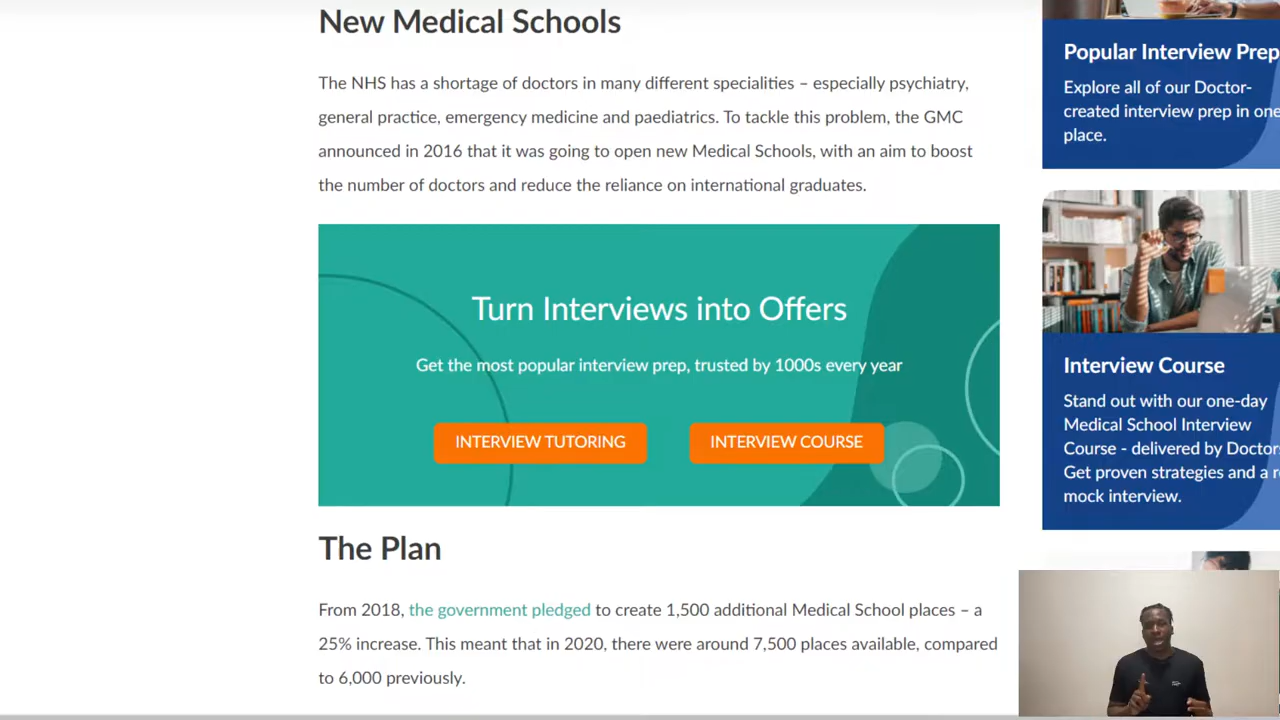 New Medical Schools
The NHS has a shortage of doctors in many different specialities – especially psychiatry,
general practice, emergency medicine and paediatrics. To tackle this problem, the GMC
announced in 2016 that it was going to open new Medical Schools, with an aim to boost
the number of doctors and reduce the reliance on international graduates.
Turn Interviews into Offers
Get the most popular interview prep, trusted by 1000s every year
INTERVIEW TUTORING
INTERVIEW COURSE
The Plan
From 2018, the government pledged to create 1,500 additional Medical School places – a
25% increase. This meant that in 2020, there were around 7,500 places available, compared
to 6,000 previously.
Popular Interview Prep
Explore all of our Doctor-
created interview prep in one
place.
Interview Course
Stand out with our one-day
Medical School Interview
Course - delivered by Doctors
Get proven strategies and a
mock interview.